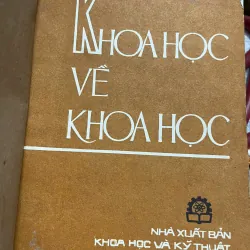 KHOA HỌC
VỀ
KHOA HỌC
NHÀ XUẤT BẢN
KHOA HỌC VÀ KỸ THUẬT